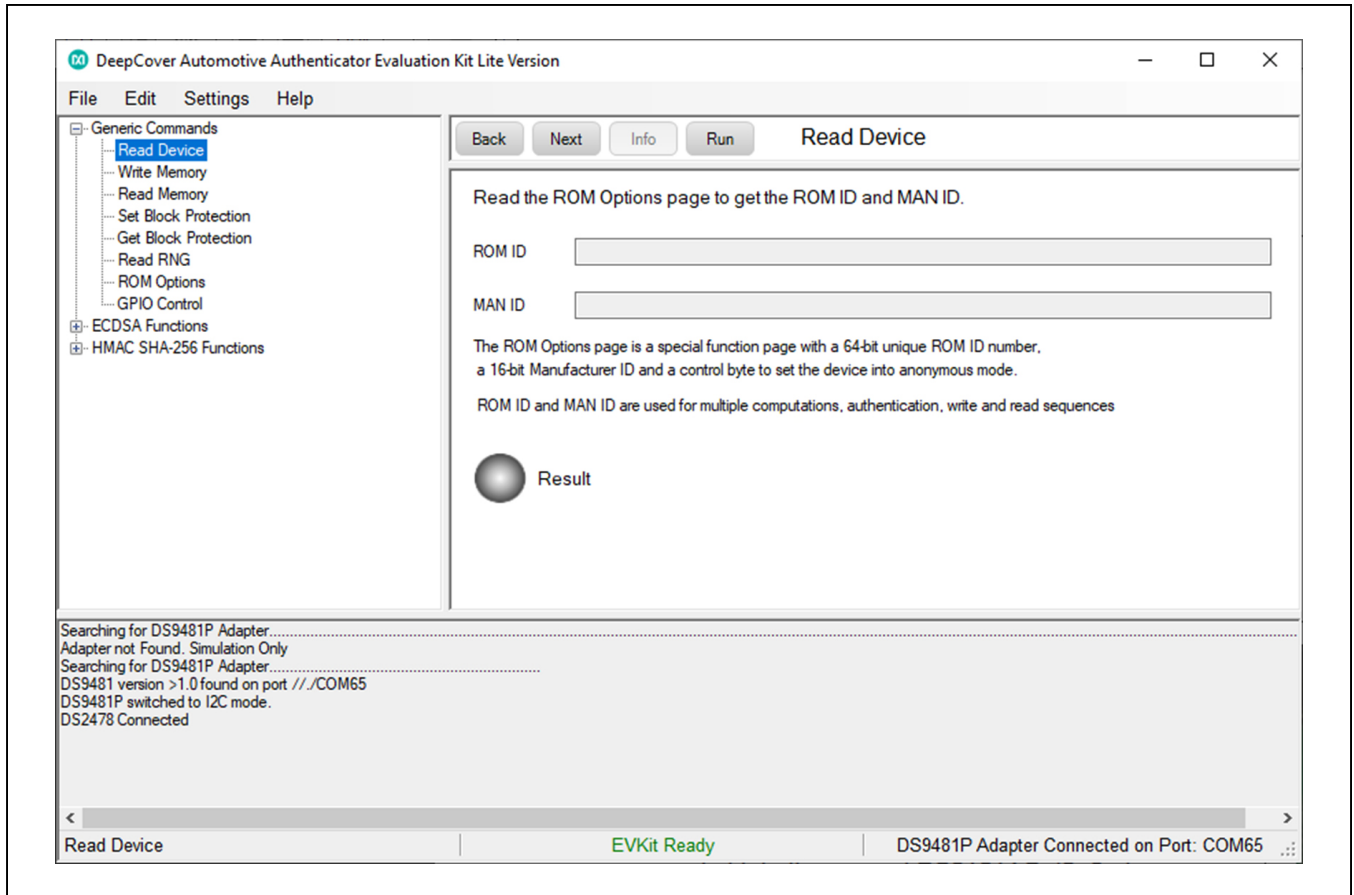 DeepCover Automotive Authenticator Evaluation Kit Lite Version
File Edit Settings Help
Generic Commands
Read Device
Write Memory
Read Memory
Set Block Protection
Get Block Protection
Read RNG
ROM Options
GPIO Control
ECDSA Functions
HMAC SHA-256 Functions
Back Next Info Run Read Device
Read the ROM Options page to get the ROM ID and MAN ID.
ROM ID
MAN ID
The ROM Options page is a special function page with a 64-bit unique ROM ID number,
a 16-bit Manufacturer ID and a control byte to set the device into anonymous mode.
ROM ID and MAN ID are used for multiple computations, authentication, write and read sequences
Result
Searching for DS9481P Adapter........................................................................................................................
Adapter not Found. Simulation Only
Searching for DS9481P Adapter................................................................................
DS9481 version >1.0 found on port //./COM65
DS9481P switched to I2C mode.
DS2478 Connected
Read Device EVKit Ready DS9481P Adapter Connected on Port: COM65